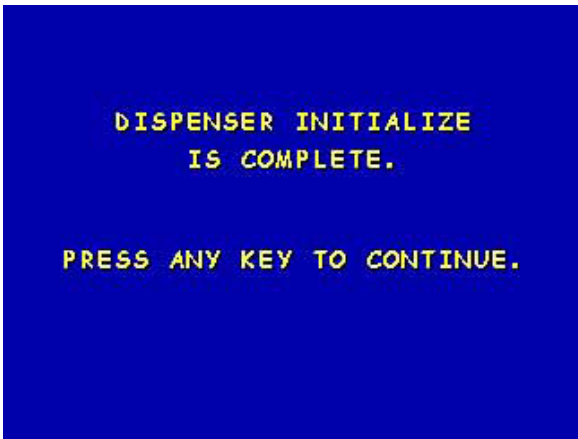 DISPENSER INITIALIZE
IS COMPLETE.
PRESS ANY KEY TO CONTINUE.